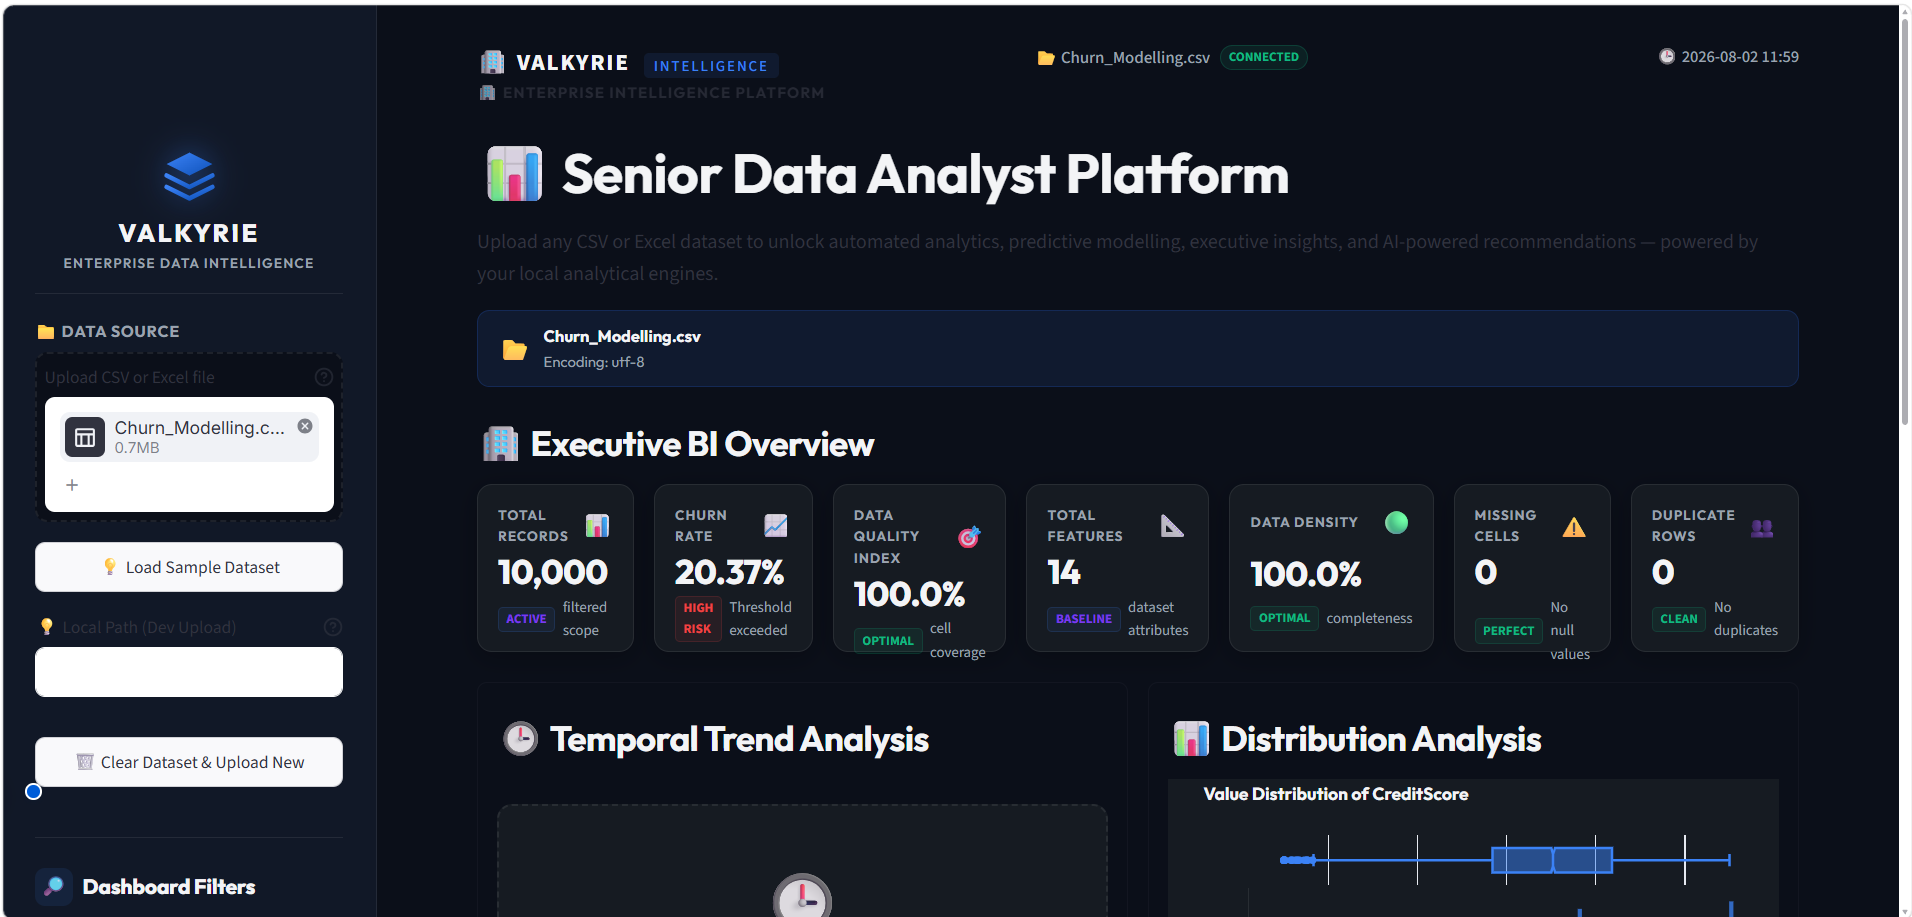 VALKYRIE
ENTERPRISE DATA INTELLIGENCE
DATA SOURCE
Upload CSV or Excel file
Churn_Modelling.c...
0.7MB
+
Load Sample Dataset
Local Path (Dev Upload)
Clear Dataset & Upload New
Dashboard Filters
VALKYRIE INTELLIGENCE
Churn_Modelling.csv CONNECTED
2026-08-02 11:59
ENTERPRISE INTELLIGENCE PLATFORM
Senior Data Analyst Platform
Upload any CSV or Excel dataset to unlock automated analytics, predictive modelling, executive insights, and AI-powered recommendations — powered by
your local analytical engines.
Churn_Modelling.csv
Encoding: utf-8
Executive BI Overview
TOTAL
RECORDS
10,000
ACTIVE
filtered
scope
CHURN
RATE
20.37%
HIGH
RISK
Threshold
exceeded
DATA
QUALITY
INDEX
100.0%
OPTIMAL
cell
coverage
TOTAL
FEATURES
14
BASELINE
dataset
attributes
DATA DENSITY
100.0%
OPTIMAL
completeness
MISSING
CELLS
0
PERFECT
No
null
values
DUPLICATE
ROWS
0
CLEAN
No
duplicates
Temporal Trend Analysis
Distribution Analysis
Value Distribution of CreditScore